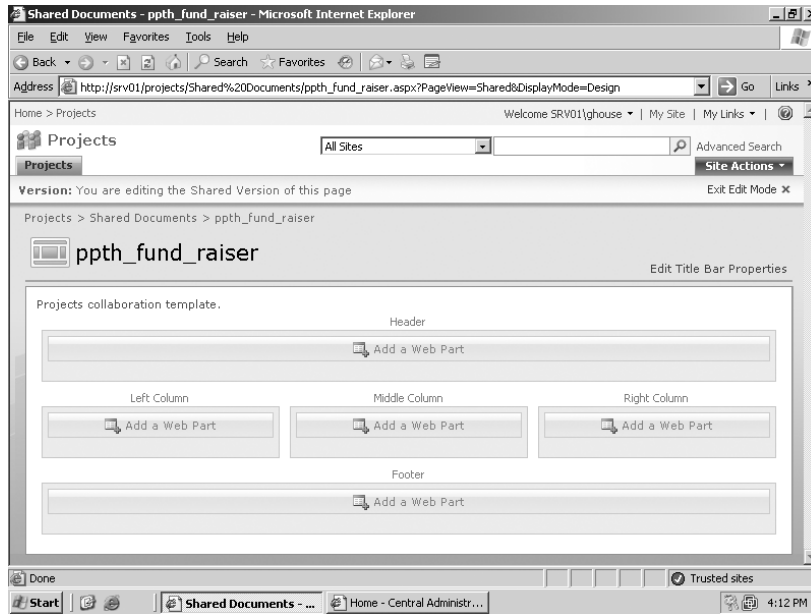 Shared Documents - ppth_fund_raiser - Microsoft Internet Explorer
File Edit View Favorites Tools Help
Back Search Favorites
Address http://srv01/projects/Shared%20Documents/ppth_fund_raiser.aspx?PageView=Shared&DisplayMode=Design Go Links
Home > Projects Welcome SRV01\ghouse My Site | My Links |
Projects All Sites Advanced Search
Projects Site Actions
Version: You are editing the Shared Version of this page Exit Edit Mode
Projects > Shared Documents > ppth_fund_raiser
ppth_fund_raiser
Edit Title Bar Properties
Projects collaboration template.
Header
Add a Web Part
Left Column Middle Column Right Column
Add a Web Part Add a Web Part Add a Web Part
Footer
Add a Web Part
Done Trusted sites
Start Shared Documents - ... Home - Central Administr... 4:12 PM